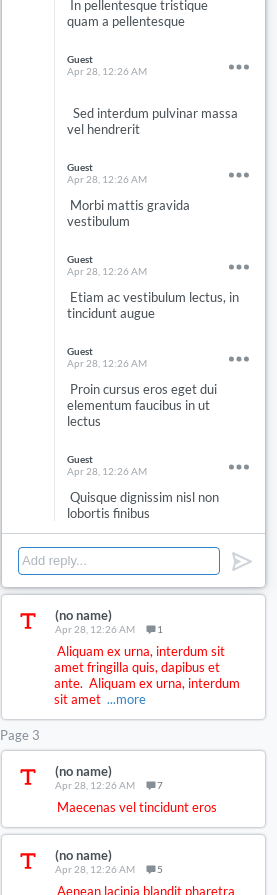 In pellentesque tristique
quam a pellentesque
Guest
Apr 28, 12:26 AM
Sed interdum pulvinar massa
vel hendrerit
Guest
Apr 28, 12:26 AM
Morbi mattis gravida
vestibulum
Guest
Apr 28, 12:26 AM
Etiam ac vestibulum lectus, in
tincidunt augue
Guest
Apr 28, 12:26 AM
Proin cursus eros eget dui
elementum faucibus in ut
lectus
Guest
Apr 28, 12:26 AM
Quisque dignissim nisl non
lobortis finibus
Add reply...
T (no name)
Apr 28, 12:26 AM 1
Aliquam ex urna, interdum sit
amet fringilla quis, dapibus et
ante. Aliquam ex urna, interdum
sit amet ...more
Page 3
T (no name)
Apr 28, 12:26 AM 7
Maecenas vel tincidunt eros
T (no name)
Apr 28, 12:26 AM 5
Aenean lacinia blandit pharetra